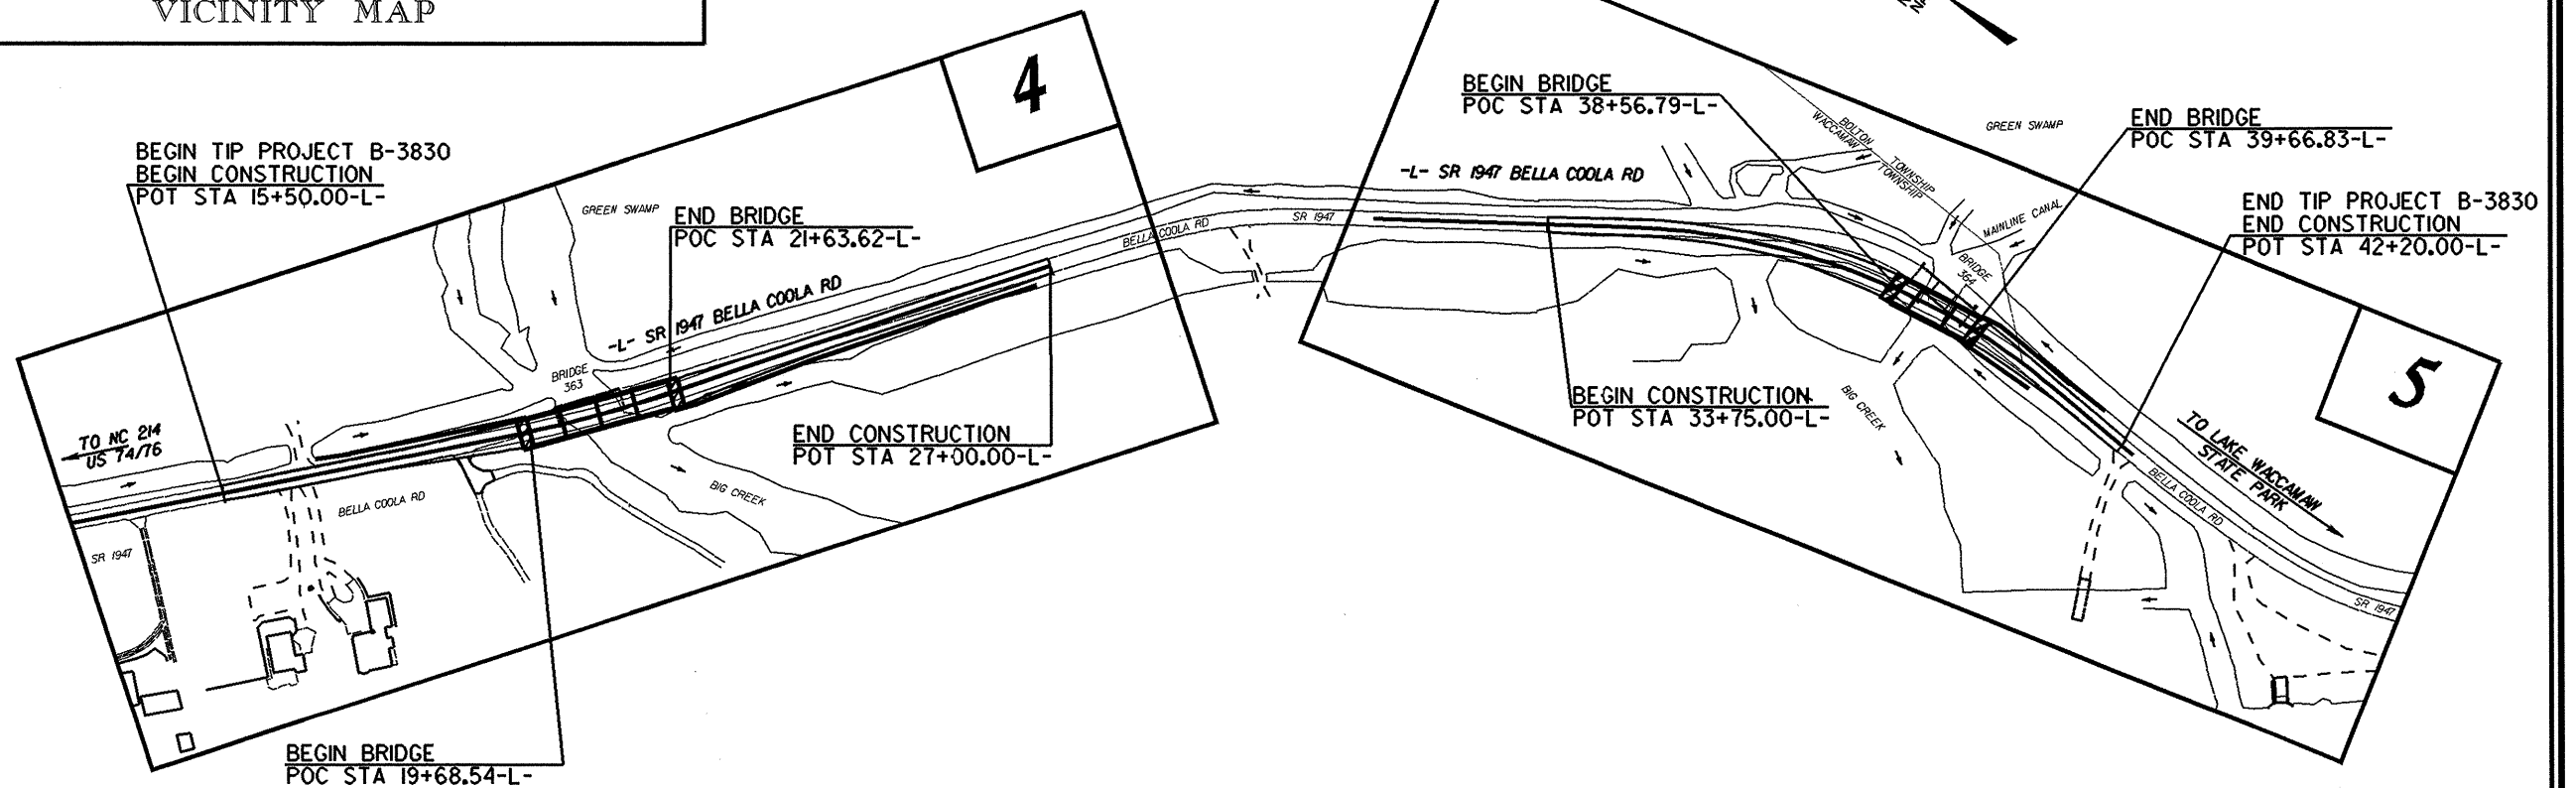 VICINITY MAP
4
BEGIN TIP PROJECT B-3830
BEGIN CONSTRUCTION
POT STA 15+50.00-L-
GREEN SWAMP
END BRIDGE
POC STA 21+63.62-L-
-L- SR 1947 BELLA COOLA RD
BRIDGE
363
TO NC 214
US 74/76
BELLA COOLA RD
SR 1947
BIG CREEK
END CONSTRUCTION
POT STA 27+00.00-L-
BEGIN BRIDGE
POC STA 19+68.54-L-
BELLA COOLA RD
SR 1947
BEGIN BRIDGE
POC STA 38+56.79-L-
-L- SR 1947 BELLA COOLA RD
BOLTON TOWNSHIP
WACCAMAW TOWNSHIP
GREEN SWAMP
END BRIDGE
POC STA 39+66.83-L-
MAINLINE CANAL
BRIDGE
364
END TIP PROJECT B-3830
END CONSTRUCTION
POT STA 42+20.00-L-
5
BEGIN CONSTRUCTION
POT STA 33+75.00-L-
BIG CREEK
TO LAKE WACCAMAW
STATE PARK
BELLA COOLA RD
SR 1947